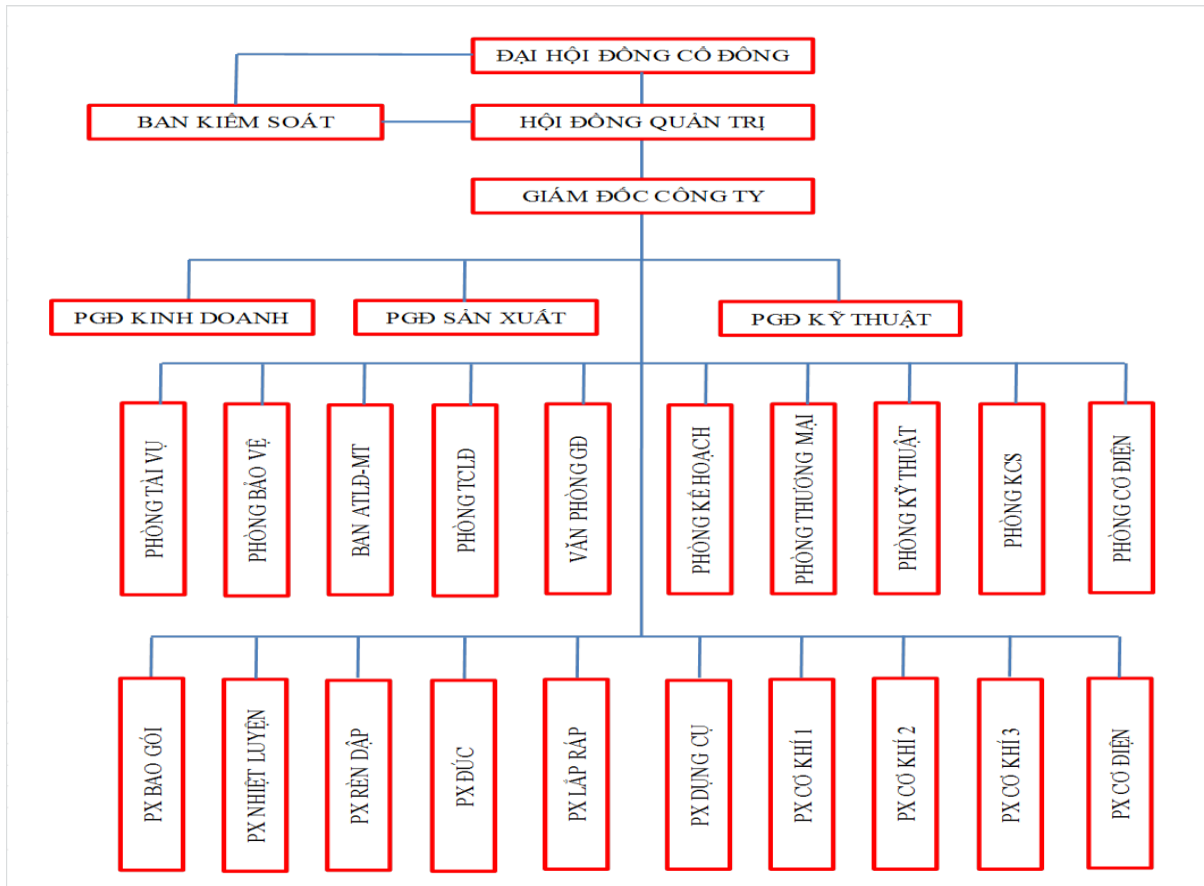 ĐẠI HỘI ĐỒNG CỔ ĐÔNG
BAN KIỂM SOÁT
HỘI ĐỒNG QUẢN TRỊ
GIÁM ĐỐC CÔNG TY
PGĐ KINH DOANH
PGĐ SẢN XUẤT
PGĐ KỸ THUẬT
PHÒNG TÀI VỤ
PHÒNG BẢO VỆ
BAN ATLĐ-MT
PHÒNG TCLĐ
VĂN PHÒNG GĐ
PHÒNG KẾ HOẠCH
PHÒNG THƯƠNG MẠI
PHÒNG KỸ THUẬT
PHÒNG KCS
PHÒNG CƠ ĐIỆN
PX BAO GÓI
PX NHIỆT LUYỆN
PX RÈN DẬP
PX ĐÚC
PX LẮP RÁP
PX DỤNG CỤ
PX CƠ KHÍ 1
PX CƠ KHÍ 2
PX CƠ KHÍ 3
PX CƠ ĐIỆN